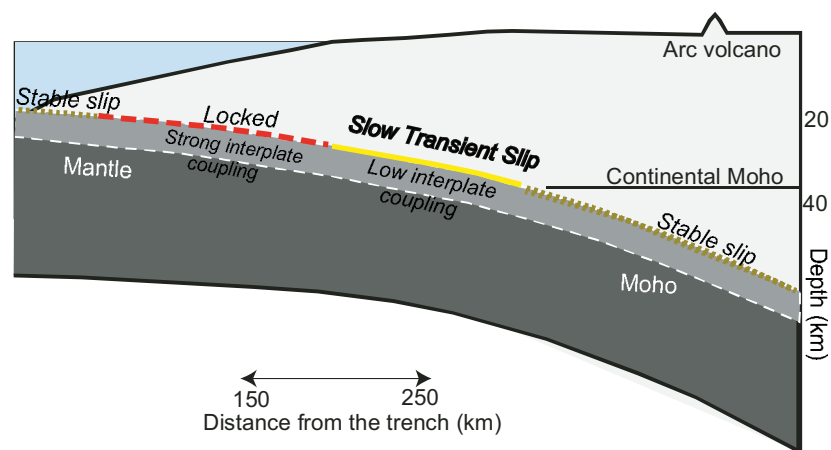 Arc volcano
Stable slip
Locked
Slow Transient Slip
20
Strong interplate
coupling
Low interplate
coupling
Mantle
Continental Moho
40
Stable slip
Moho
Depth (km)
150
250
Distance from the trench (km)